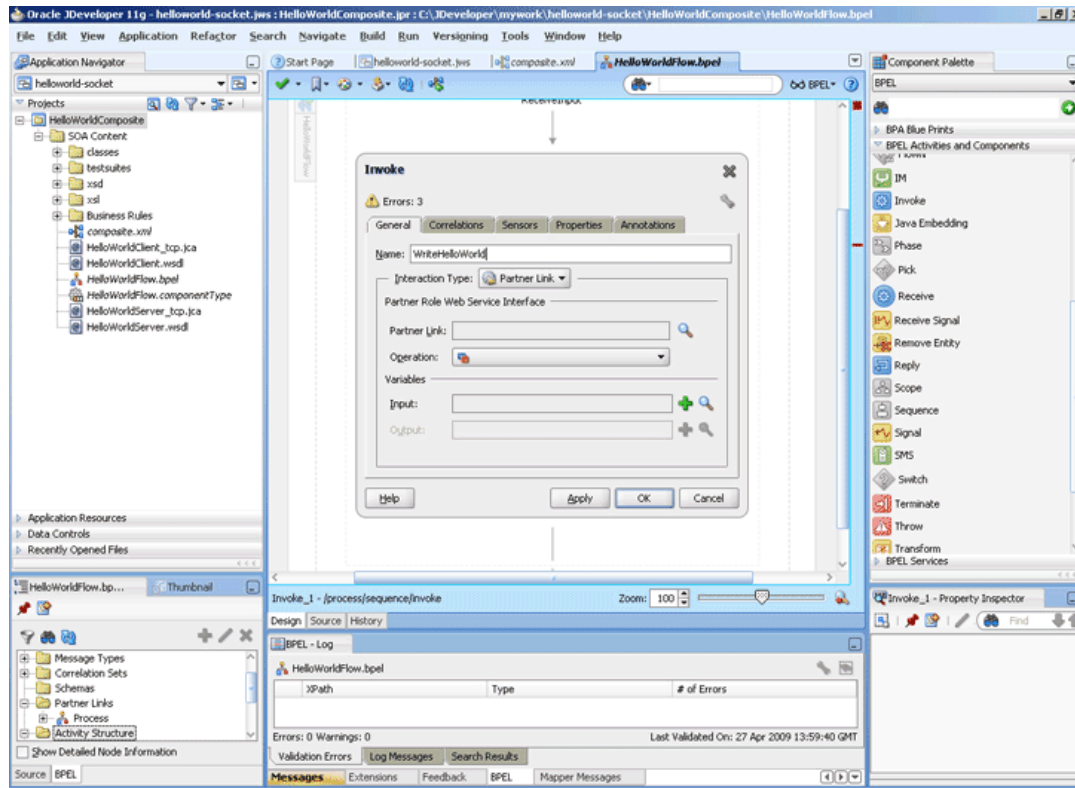 Oracle JDeveloper 11g - helloworld-socket.jws : HelloWorldComposite.jpr : C:\JDeveloper\mywork\helloworld-socket\HelloWorldComposite\HelloWorldFlow.bpel
File Edit View Application Refactor Search Navigate Build Run Versioning Tools Window Help
Application Navigator
helloworld-socket
Projects
HelloWorldComposite
SOA Content
classes
testsuites
xsd
xsl
Business Rules
composite.xml
HelloWorldClient_tcp.jca
HelloWorldClient.wsdl
HelloWorldFlow.bpel
HelloWorldFlow.componentType
HelloWorldServer_tcp.jca
HelloWorldServer.wsdl
Application Resources
Data Controls
Recently Opened Files
HelloWorldFlow.bp... Thumbnail
Message Types
Correlation Sets
Schemas
Partner Links
Process
Activity Structure
Show Detailed Node Information
Source BPEL
Start Page helloworld-socket.jws composite.xml HelloWorldFlow.bpel
BPEL
ReceiveInput
HelloWorldFlow
Invoke
Errors: 3
General Correlations Sensors Properties Annotations
Name: WriteHelloWorld
Interaction Type: Partner Link
Partner Role Web Service Interface
Partner Link:
Operation:
Variables
Input:
Output:
Help Apply OK Cancel
Invoke_1 - /process/sequence/invoke Zoom: 100
Design Source History
BPEL - Log
HelloWorldFlow.bpel
XPath Type # of Errors
Errors: 0 Warnings: 0 Last Validated On: 27 Apr 2009 13:59:40 GMT
Validation Errors Log Messages Search Results
Messages Extensions Feedback BPEL Mapper Messages
Component Palette
BPEL
BPA Blue Prints
BPEL Activities and Components
IM
Invoke
Java Embedding
Phase
Pick
Receive
Receive Signal
Remove Entity
Reply
Scope
Sequence
Signal
SMS
Switch
Terminate
Throw
Transform
BPEL Services
Invoke_1 - Property Inspector
Find